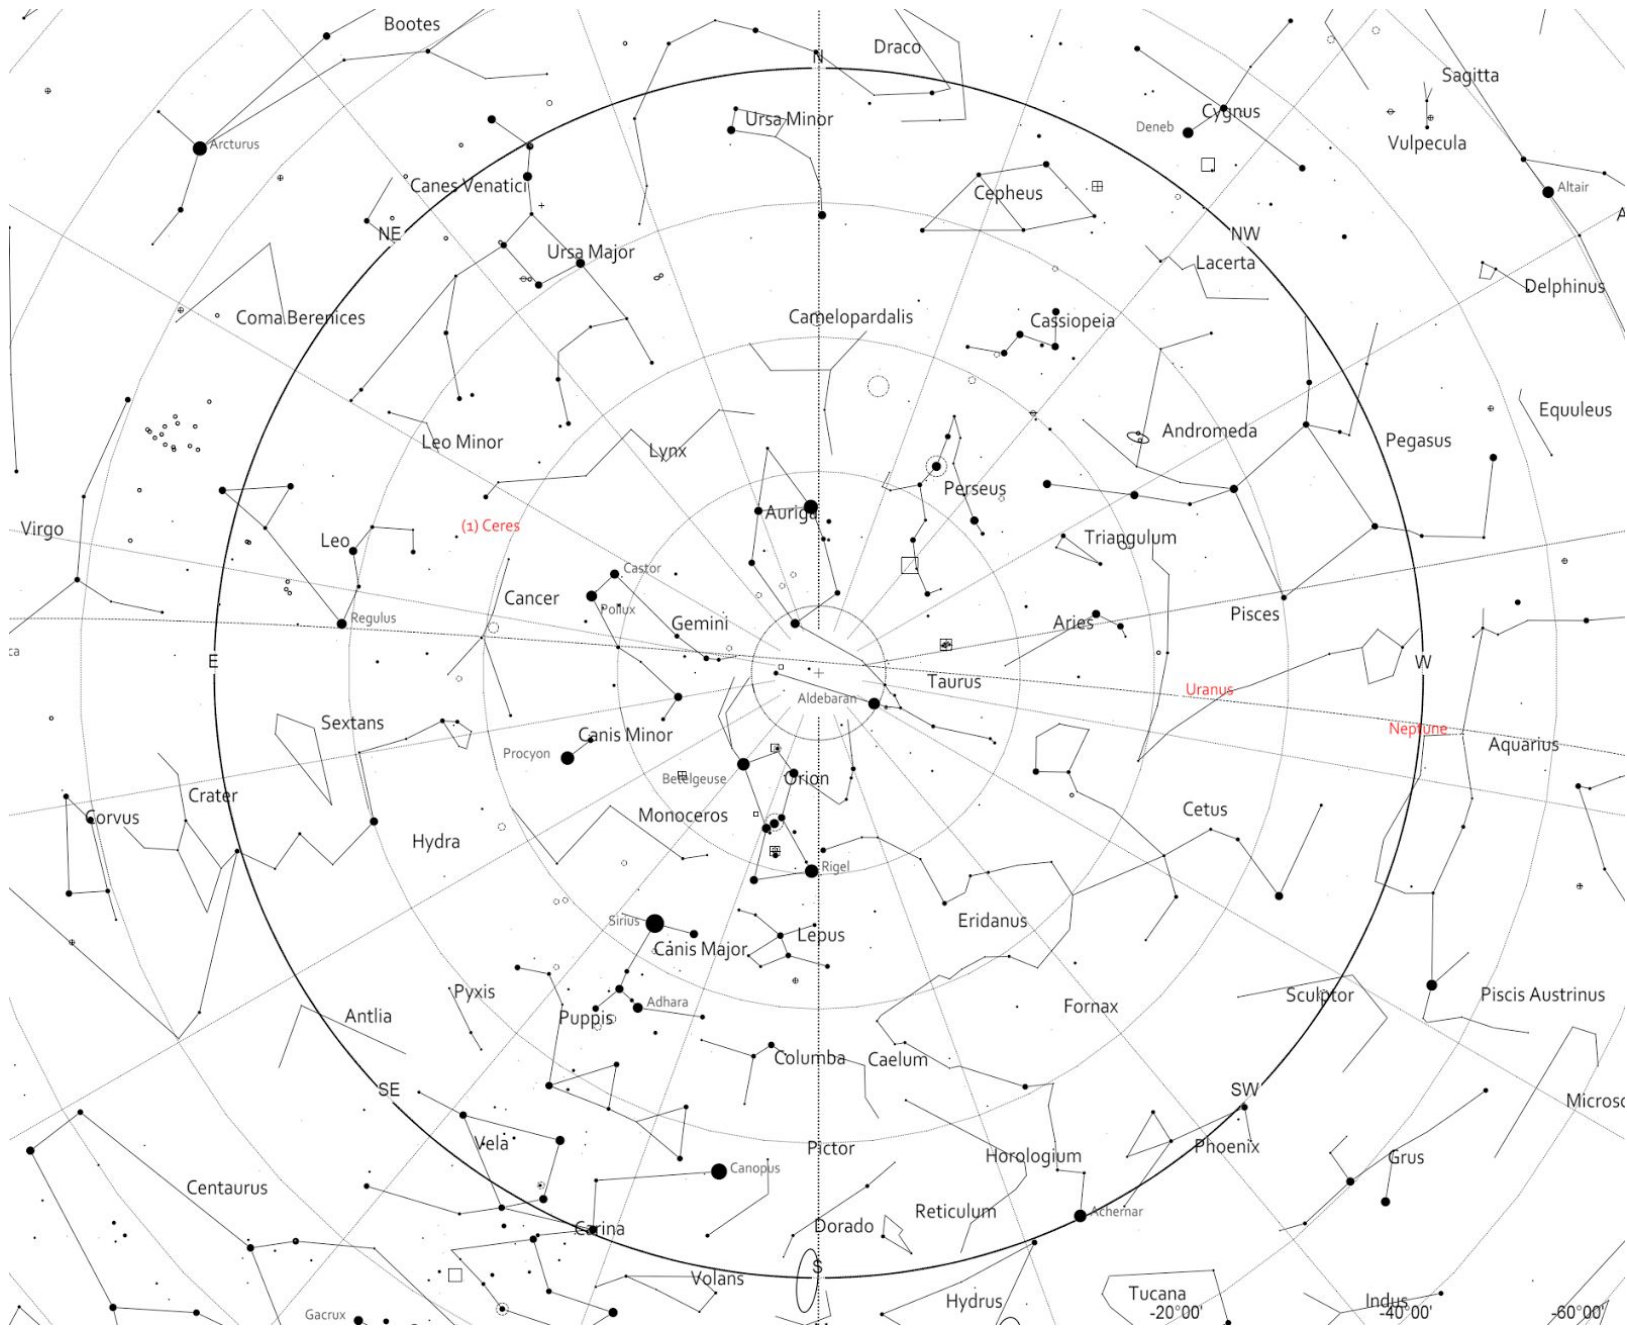 Bootes
Draco
N
Sagitta
Cygnus
Ursa Minor
Deneb
Vulpecula
Arcturus
Canes Venatici
Cepheus
Altair
NE
NW
Ursa Major
Lacerta
Delphinus
Coma Berenices
Camelopardalis
Cassiopeia
Equuleus
Leo Minor
Andromeda
Pegasus
Lynx
Perseus
Auriga
Virgo
(1) Ceres
Leo
Triangulum
Castor
Cancer
Pollux
Regulus
Gemini
Aries
Pisces
ca
E
W
Taurus
Uranus
Aldebaran
Sextans
Canis Minor
Neptune
Procyon
Aquarius
Betelgeuse
Orion
Crater
Corvus
Monoceros
Cetus
Hydra
Rigel
Sirius
Lepus
Eridanus
Canis Major
Pyxis
Adhara
Sculptor
Piscis Austrinus
Antlia
Puppis
Fornax
Columba
Caelum
SE
SW
Microsc
Vela
Pictor
Horologium
Phoenix
Grus
Canopus
Centaurus
Reticulum
Achernar
Carina
Dorado
S
Volans
Hydrus
Tucana
Indus
Gacrux
-20°00'
-40°00'
-60°00'
A